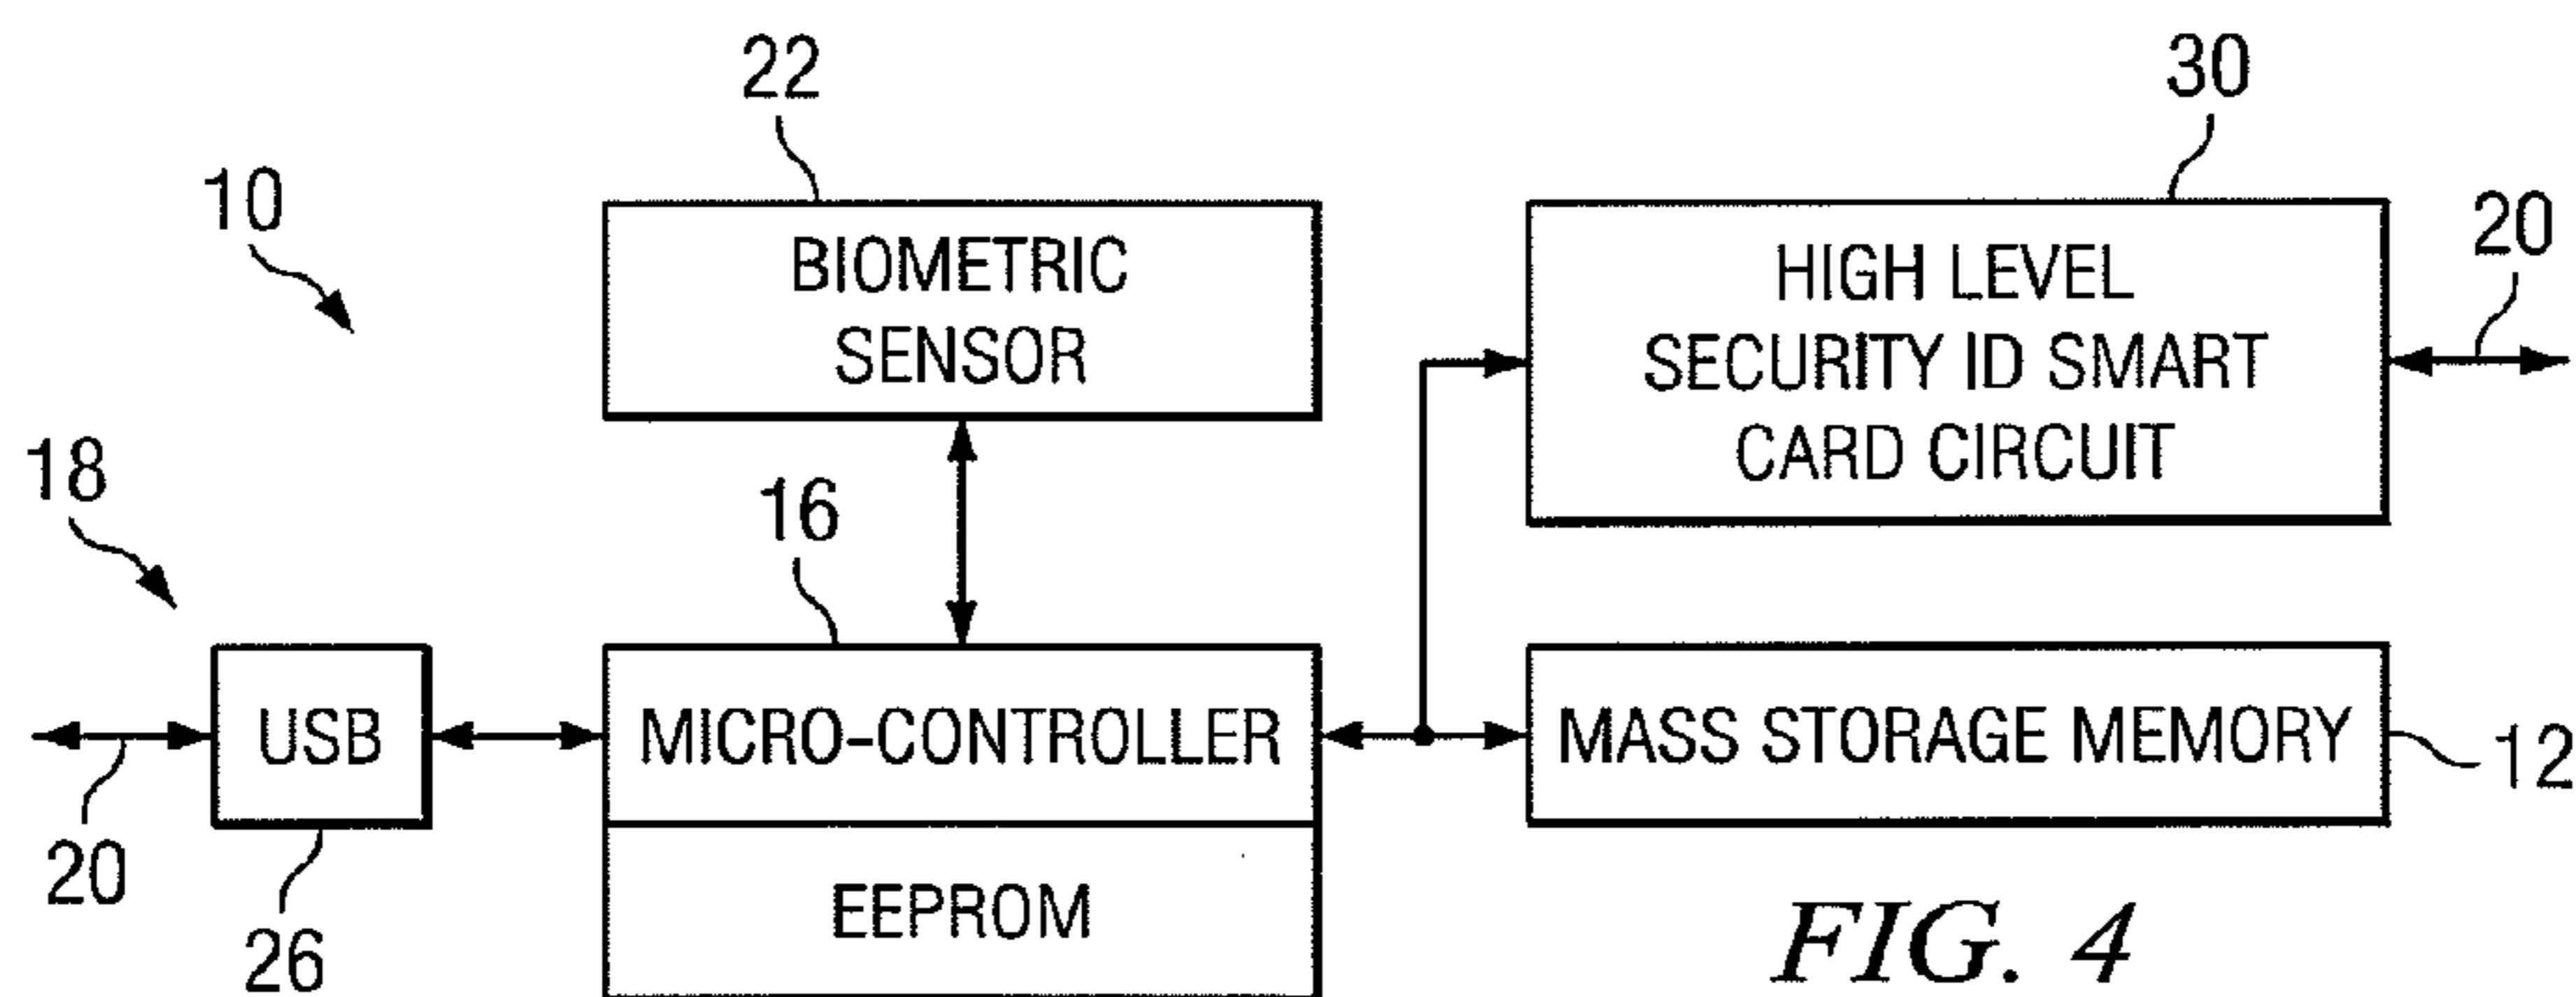 22
30
10
20
BIOMETRIC
SENSOR
HIGH LEVEL
SECURITY ID SMART
CARD CIRCUIT
18
16
USB
MICRO-CONTROLLER
MASS STORAGE MEMORY
12
20
26
EEPROM
FIG. 4